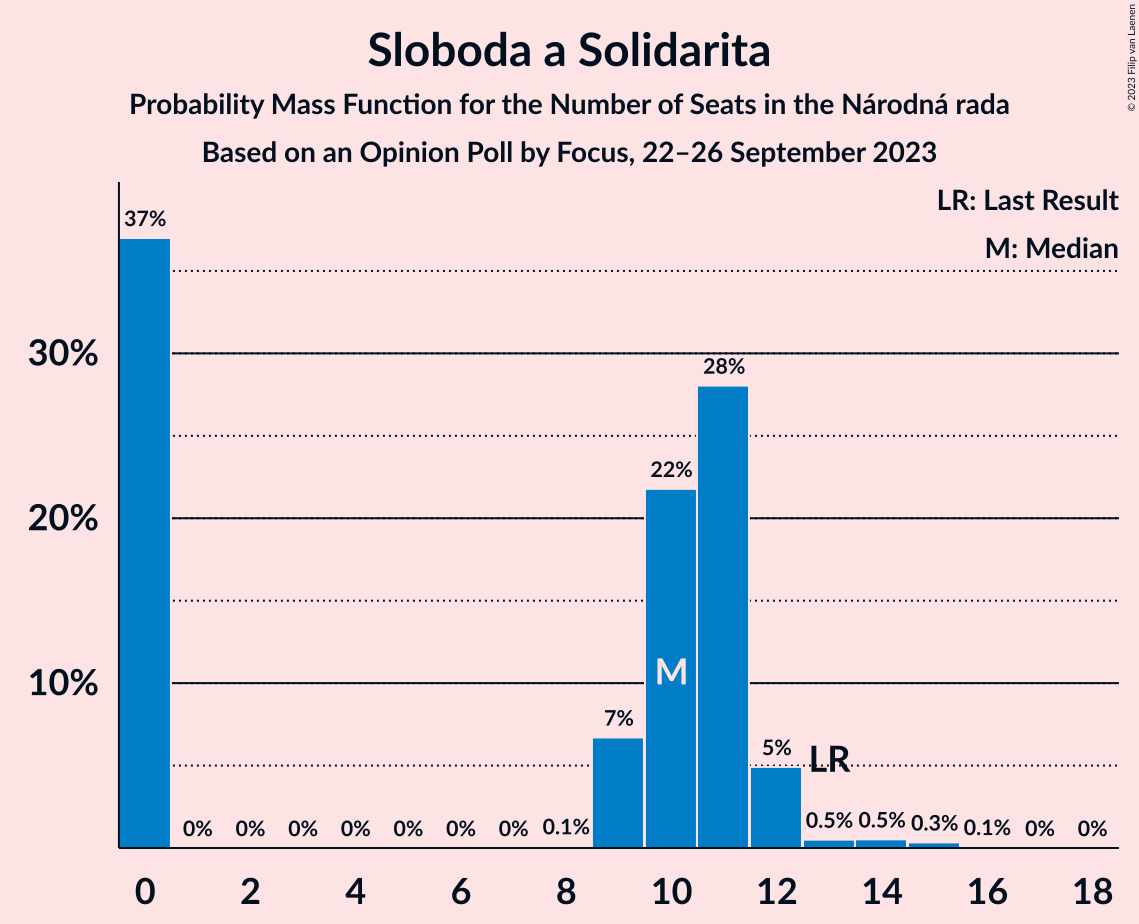 Sloboda a Solidarita
Probability Mass Function for the Number of Seats in the Národná rada
Based on an Opinion Poll by Focus, 22–26 September 2023
© 2023 Filip van Laenen
LR: Last Result
M: Median
37%
30%
28%
22%
20%
M
10%
7%
5%
LR
0%
0%
0%
0%
0%
0%
0%
0.1%
0.5%
0.5%
0.3%
0.1%
0%
0%
0 2 4 6 8 10 12 14 16 18